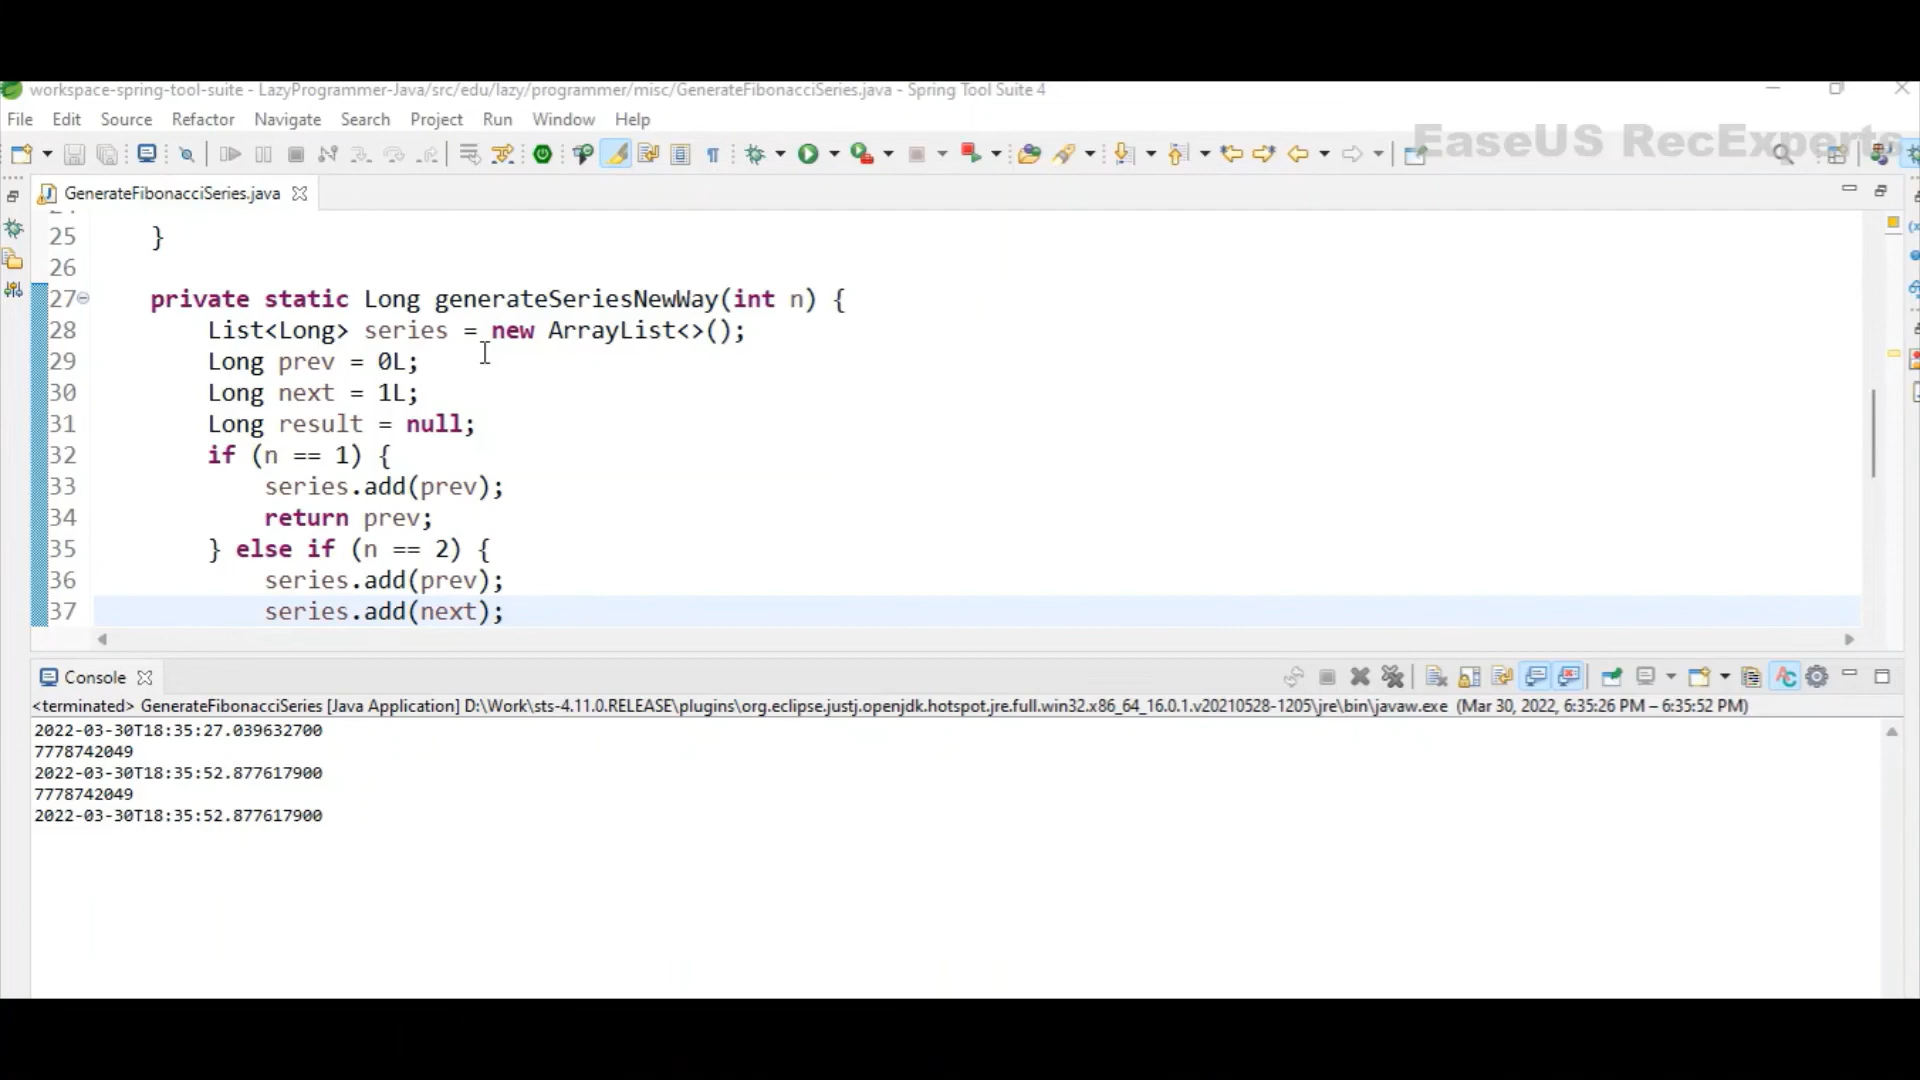 workspace-spring-tool-suite - LazyProgrammer-Java/src/edu/lazy/programmer/misc/GenerateFibonacciSeries.java - Spring Tool Suite 4
File Edit Source Refactor Navigate Search Project Run Window Help
EaseUS RecExperts
GenerateFibonacciSeries.java
25 }
26
27 private static Long generateSeriesNewWay(int n) {
28 List<Long> series = new ArrayList<>();
29 Long prev = 0L;
30 Long next = 1L;
31 Long result = null;
32 if (n == 1) {
33 series.add(prev);
34 return prev;
35 } else if (n == 2) {
36 series.add(prev);
37 series.add(next);
Console
<terminated> GenerateFibonacciSeries [Java Application] D:\Work\sts-4.11.0.RELEASE\plugins\org.eclipse.justj.openjdk.hotspot.jre.full.win32.x86_64_16.0.1.v20210528-1205\jre\bin\javaw.exe (Mar 30, 2022, 6:35:26 PM – 6:35:52 PM)
2022-03-30T18:35:27.039632700
7778742049
2022-03-30T18:35:52.877617900
7778742049
2022-03-30T18:35:52.877617900